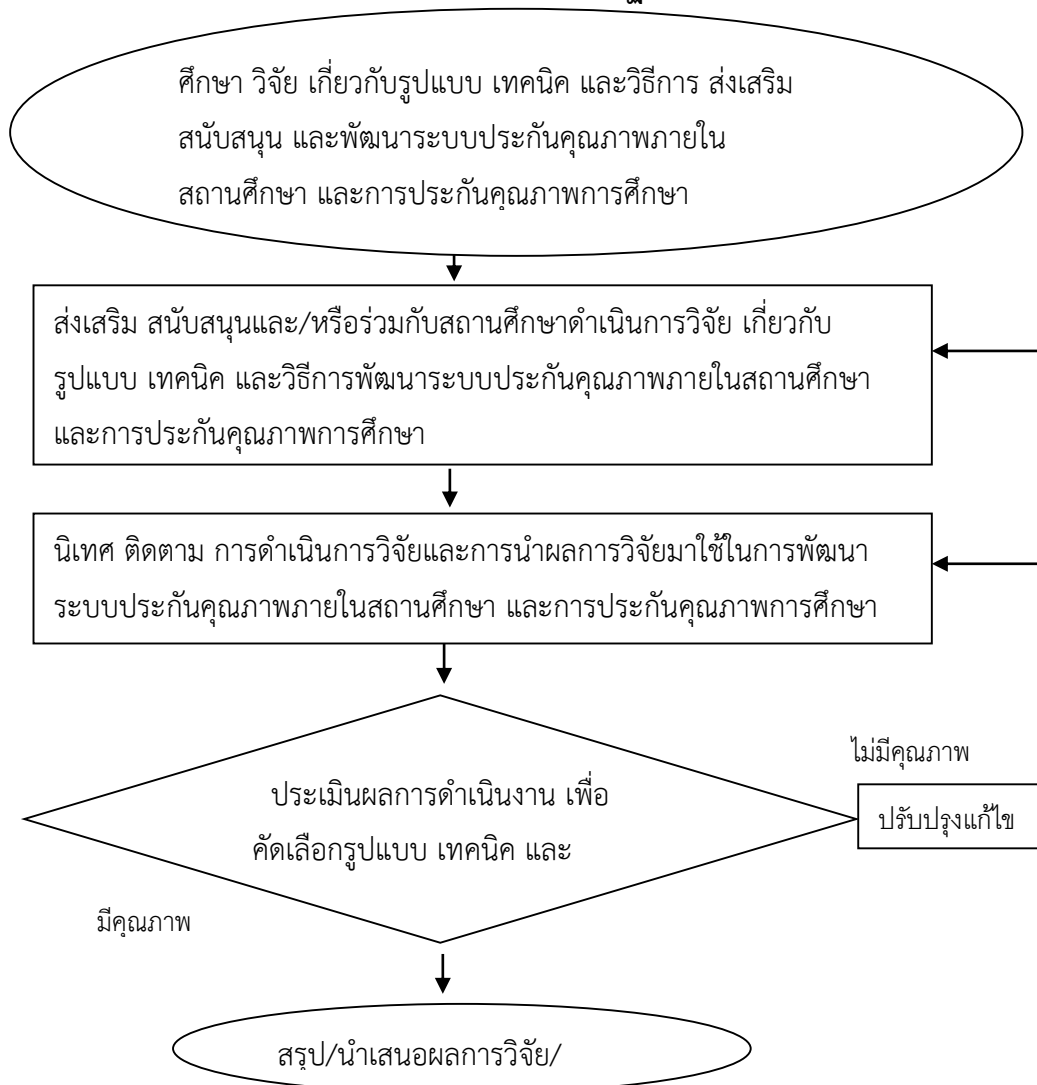 ศึกษา วิจัย เกี่ยวกับรูปแบบ เทคนิค และวิธีการ ส่งเสริม
สนับสนุน และพัฒนาระบบประกันคุณภาพภายใน
สถานศึกษา และการประกันคุณภาพการศึกษา
ส่งเสริม สนับสนุนและ/หรือร่วมกับสถานศึกษาดำเนินการวิจัย เกี่ยวกับ
รูปแบบ เทคนิค และวิธีการพัฒนาระบบประกันคุณภาพภายในสถานศึกษา
และการประกันคุณภาพการศึกษา
นิเทศ ติดตาม การดำเนินการวิจัยและการนำผลการวิจัยมาใช้ในการพัฒนา
ระบบประกันคุณภาพภายในสถานศึกษา และการประกันคุณภาพการศึกษา
ประเมินผลการดำเนินงาน เพื่อ
คัดเลือกรูปแบบ เทคนิค และ
ไม่มีคุณภาพ
ปรับปรุงแก้ไข
มีคุณภาพ
สรุป/นำเสนอผลการวิจัย/